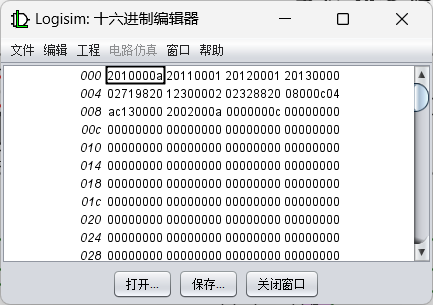 Logisim: 十六进制编辑器
文件 编辑 工程 电路仿真 窗口 帮助
000 2010000a 20110001 20120001 20130000
004 02719820 12300002 02328820 08000c04
008 ac130000 2002000a 0000000c 00000000
00c 00000000 00000000 00000000 00000000
010 00000000 00000000 00000000 00000000
014 00000000 00000000 00000000 00000000
018 00000000 00000000 00000000 00000000
01c 00000000 00000000 00000000 00000000
020 00000000 00000000 00000000 00000000
024 00000000 00000000 00000000 00000000
028 00000000 00000000 00000000 00000000
打开... 保存... 关闭窗口